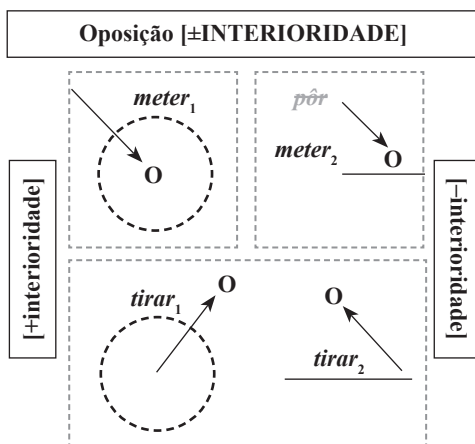 Oposição [±INTERIORIDADE]
meter1
O
pôr
meter2
O
[+interioridade]
[−interioridade]
tirar1
O
O
tirar2